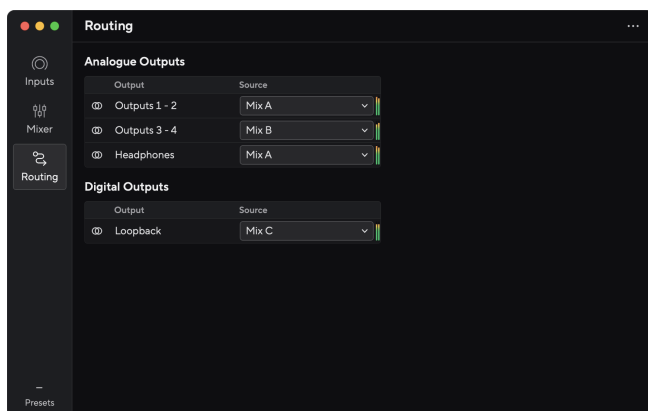 Routing
Inputs
Mixer
Routing
Presets
Analogue Outputs
Output Source
Outputs 1 - 2 Mix A
Outputs 3 - 4 Mix B
Headphones Mix A
Digital Outputs
Output Source
Loopback Mix C